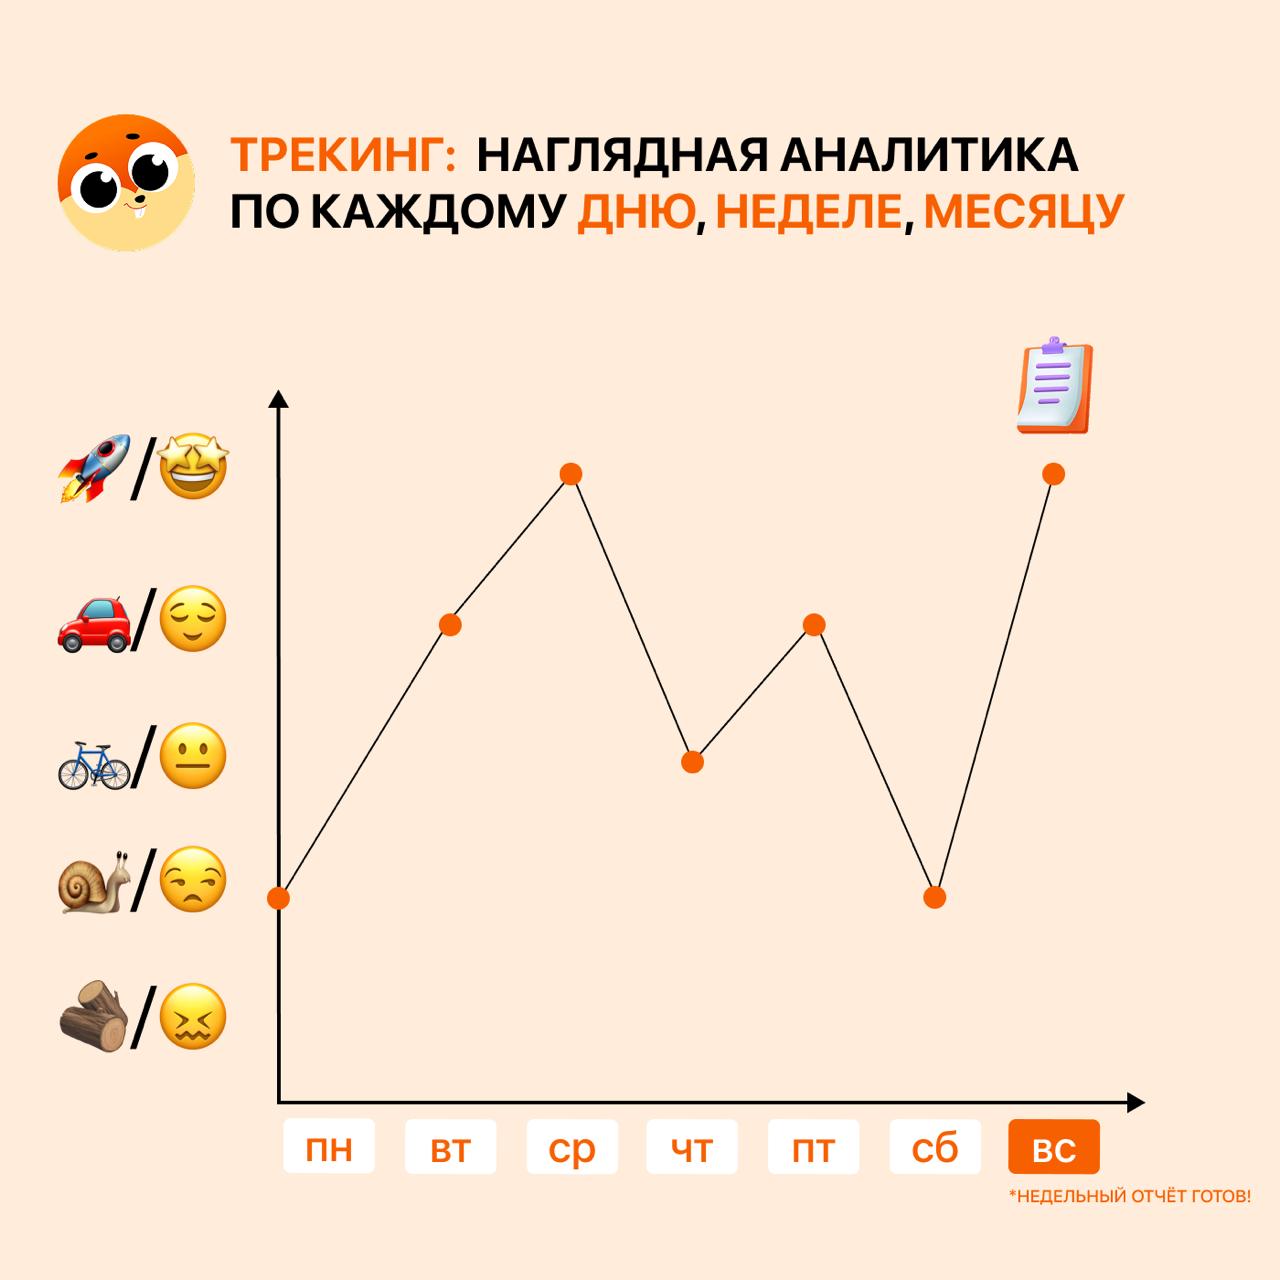 ТРЕКИНГ: НАГЛЯДНАЯ АНАЛИТИКА
ПО КАЖДОМУ ДНЮ, НЕДЕЛЕ, МЕСЯЦУ
/
/
/
/
/
пн вт ср чт пт сб вс
*НЕДЕЛЬНЫЙ ОТЧЁТ ГОТОВ!